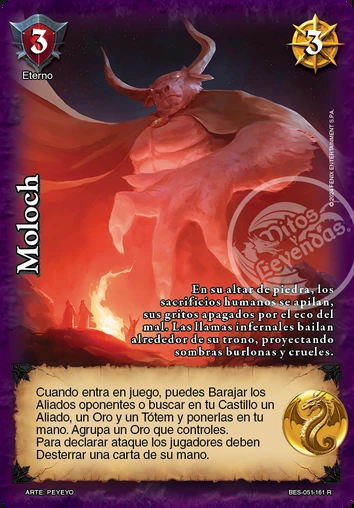 3
3
Eterno
Moloch
© 2024 FENIX ENTERTAINMENT S.P.A.
Mitos y Leyendas.
En su altar de piedra, los
sacrificios humanos se apilan,
sus gritos apagados por el eco del
mal. Las llamas infernales bailan
alrededor de su trono, proyectando
sombras burlonas y crueles.
Cuando entra en juego, puedes Barajar los
Aliados oponentes o buscar en tu Castillo un
Aliado, un Oro y un Tótem y ponerlas en tu
mano. Agrupa un Oro que controles.
Para declarar ataque los jugadores deben
Desterrar una carta de su mano.
ARTE: PEYEYO
BES-051-161 R